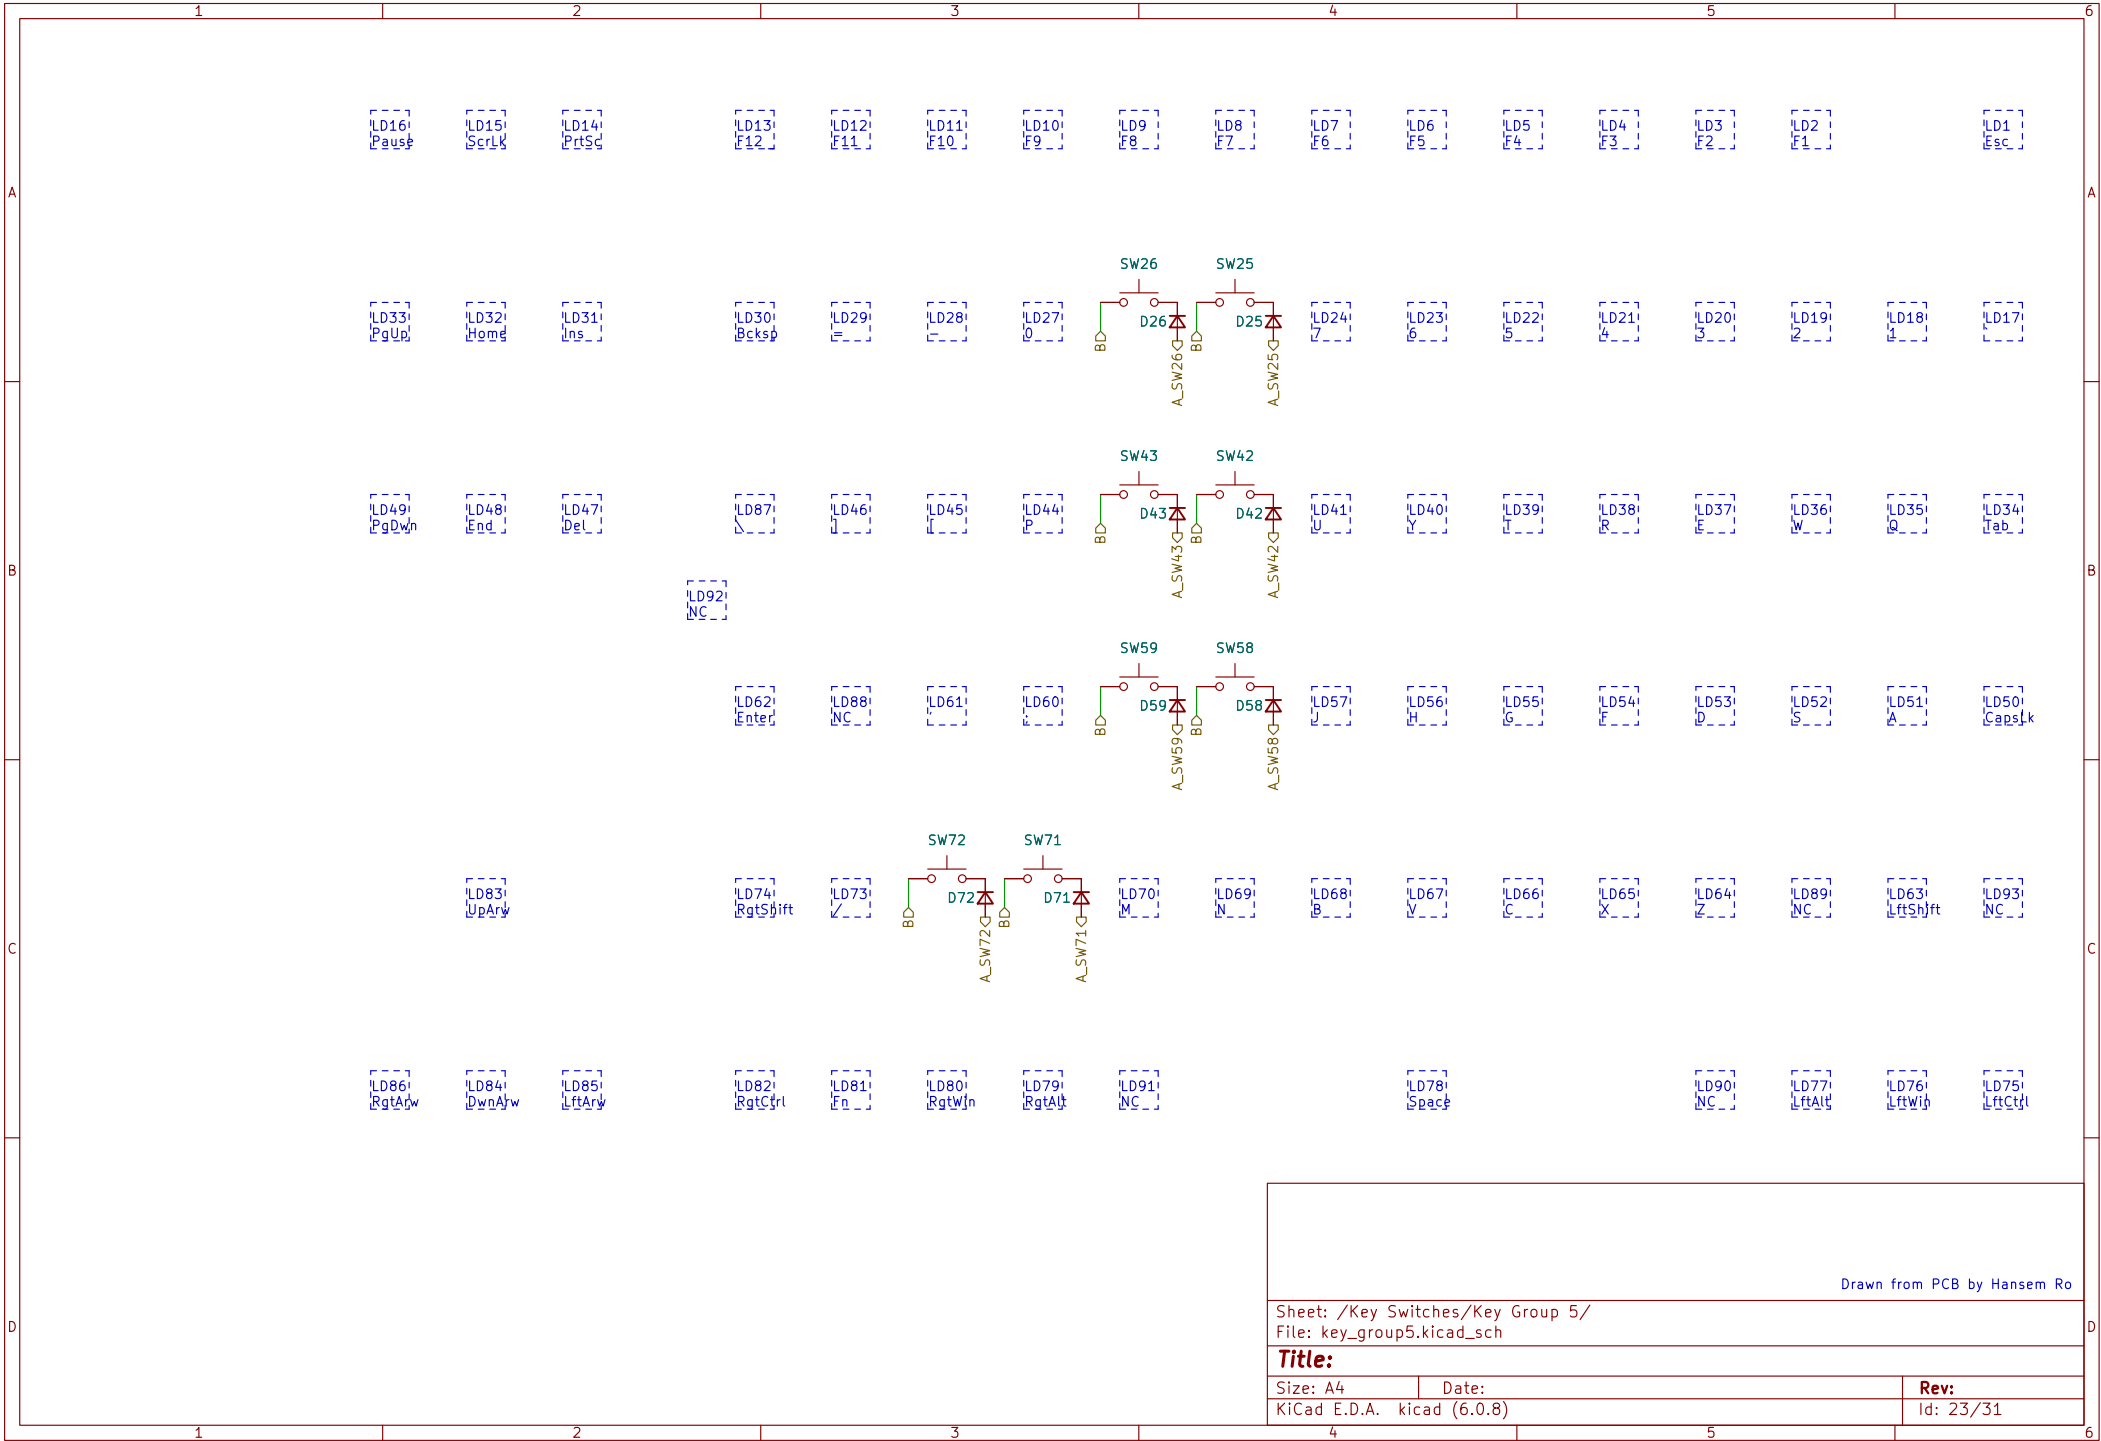 1 2 3 4 5 6
LD16 LD15 LD14 LD13 LD12 LD11 LD10 LD9 LD8 LD7 LD6 LD5 LD4 LD3 LD2 LD1
Pause ScrLk PrtSc F12 F11 F10 F9 F8 F7 F6 F5 F4 F3 F2 F1 Esc
A A
SW26 SW25
LD33 LD32 LD31 LD30 LD29 LD28 LD27 D26 D25 LD24 LD23 LD22 LD21 LD20 LD19 LD18 LD17
PgUp Home Ins Bcksp = - 0 B B 7 6 5 4 3 2 1 `
A_SW26 A_SW25
SW43 SW42
LD49 LD48 LD47 LD87 LD46 LD45 LD44 D43 D42 LD41 LD40 LD39 LD38 LD37 LD36 LD35 LD34
PgDwn End Del \ ] [ P B B U Y T R E W Q Tab
A_SW43 A_SW42
B B
LD92
NC
SW59 SW58
LD62 LD88 LD61 LD60 D59 D58 LD57 LD56 LD55 LD54 LD53 LD52 LD51 LD50
Enter NC ' ; B B J H G F D S A CapsLk
A_SW59 A_SW58
SW72 SW71
LD83 LD74 LD73 D72 D71 LD70 LD69 LD68 LD67 LD66 LD65 LD64 LD89 LD63 LD93
UpArw RgtShift / B B M N B V C X Z NC LftShift NC
A_SW72 A_SW71
C C
LD86 LD84 LD85 LD82 LD81 LD80 LD79 LD91 LD78 LD90 LD77 LD76 LD75
RgtArw DwnArw LftArw RgtCtrl Fn RgtWin RgtAlt NC Space NC LftAlt LftWin LftCtrl
Drawn from PCB by Hansem Ro
Sheet: /Key Switches/Key Group 5/
D D
File: key_group5.kicad_sch
Title:
Size: A4 Date: Rev:
KiCad E.D.A. kicad (6.0.8) Id: 23/31
1 2 3 4 5 6